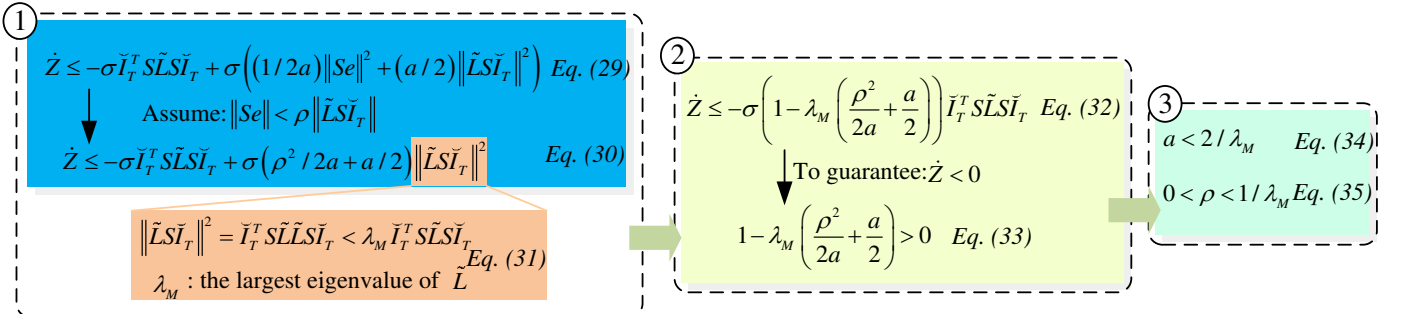 1
Ż ≤ −σĬ_T^T SL̃SĬ_T + σ((1/2a)‖Se‖² + (a/2)‖L̃SĬ_T‖²) Eq. (29)
Assume: ‖Se‖ < ρ‖L̃SĬ_T‖
Ż ≤ −σĬ_T^T SL̃SĬ_T + σ(ρ²/2a + a/2)‖L̃SĬ_T‖² Eq. (30)
‖L̃SĬ_T‖² = Ĭ_T^T SL̃L̃SĬ_T < λ_M Ĭ_T^T SL̃SĬ_T Eq. (31)
λ_M : the largest eigenvalue of L̃
2
Ż ≤ −σ(1 − λ_M(ρ²/2a + a/2))Ĭ_T^T SL̃SĬ_T Eq. (32)
To guarantee: Ż < 0
1 − λ_M(ρ²/2a + a/2) > 0 Eq. (33)
3
a < 2/λ_M Eq. (34)
0 < ρ < 1/λ_M Eq. (35)